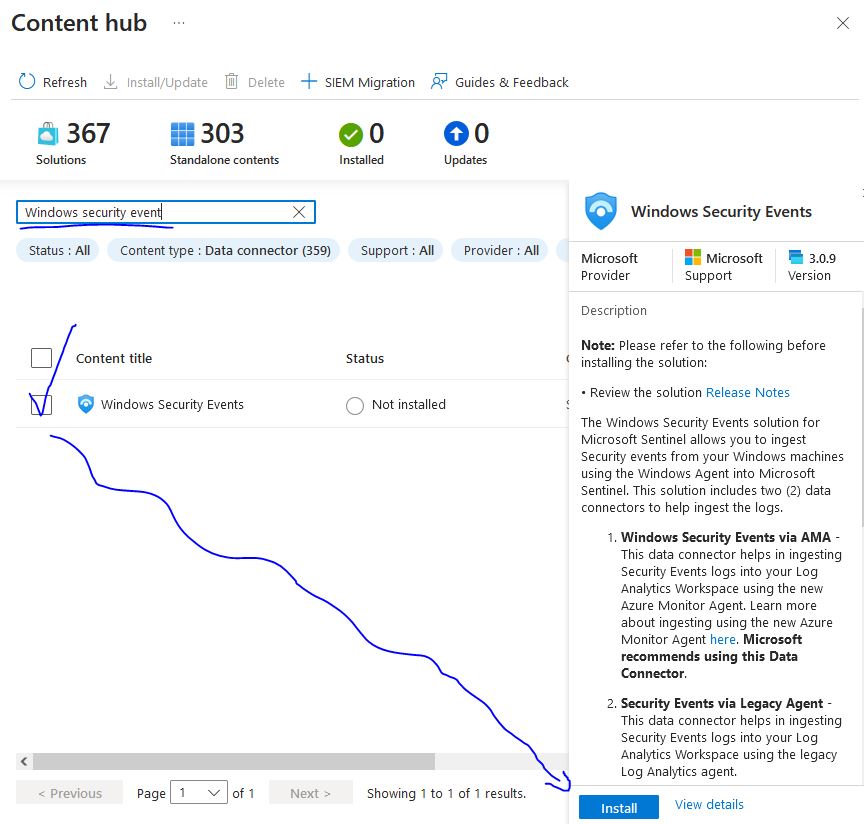 Content hub ...
Refresh Install/Update Delete SIEM Migration Guides & Feedback
367 303 0 0
Solutions Standalone contents Installed Updates
Windows security event
Status : All Content type : Data connector (359) Support : All Provider : All
Content title Status
Windows Security Events Not installed
< Previous Page 1 of 1 Next > Showing 1 to 1 of 1 results.
Windows Security Events
Microsoft Microsoft 3.0.9
Provider Support Version
Description
Note: Please refer to the following before
installing the solution:
• Review the solution Release Notes
The Windows Security Events solution for
Microsoft Sentinel allows you to ingest
Security events from your Windows machines
using the Windows Agent into Microsoft
Sentinel. This solution includes two (2) data
connectors to help ingest the logs.
1. Windows Security Events via AMA -
This data connector helps in ingesting
Security Events logs into your Log
Analytics Workspace using the new
Azure Monitor Agent. Learn more
about ingesting using the new Azure
Monitor Agent here. Microsoft
recommends using this Data
Connector.
2. Security Events via Legacy Agent -
This data connector helps in ingesting
Security Events logs into your Log
Analytics Workspace using the legacy
Log Analytics agent.
Install View details